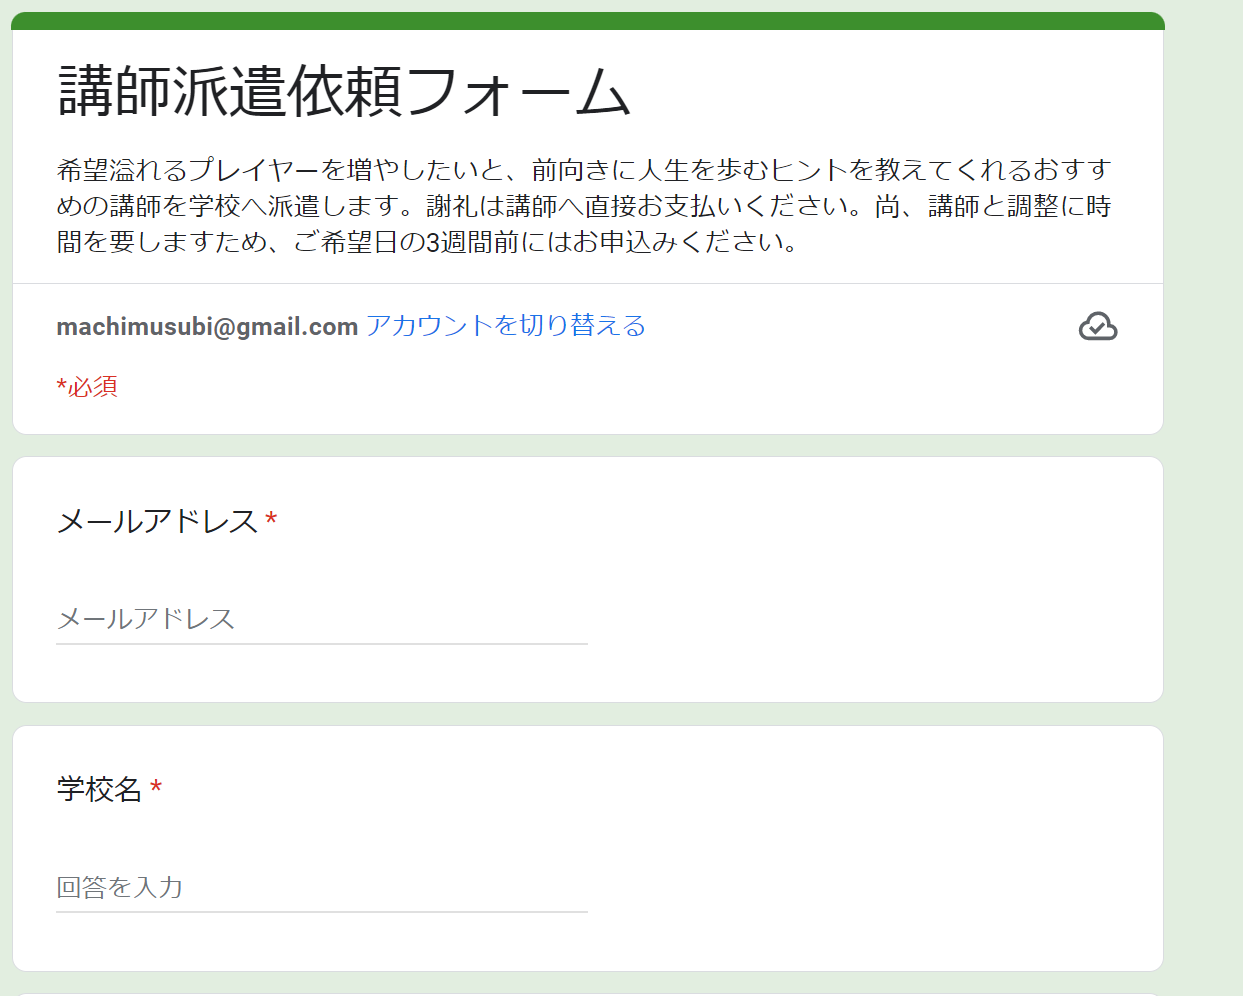 講師派遣依頼フォーム
希望溢れるプレイヤーを増やしたいと、前向きに人生を歩むヒントを教えてくれるおすす
めの講師を学校へ派遣します。謝礼は講師へ直接お支払いください。尚、講師と調整に時
間を要しますため、ご希望日の3週間前にはお申込みください。
machimusubi@gmail.com アカウントを切り替える
*必須
メールアドレス *
メールアドレス
学校名 *
回答を入力